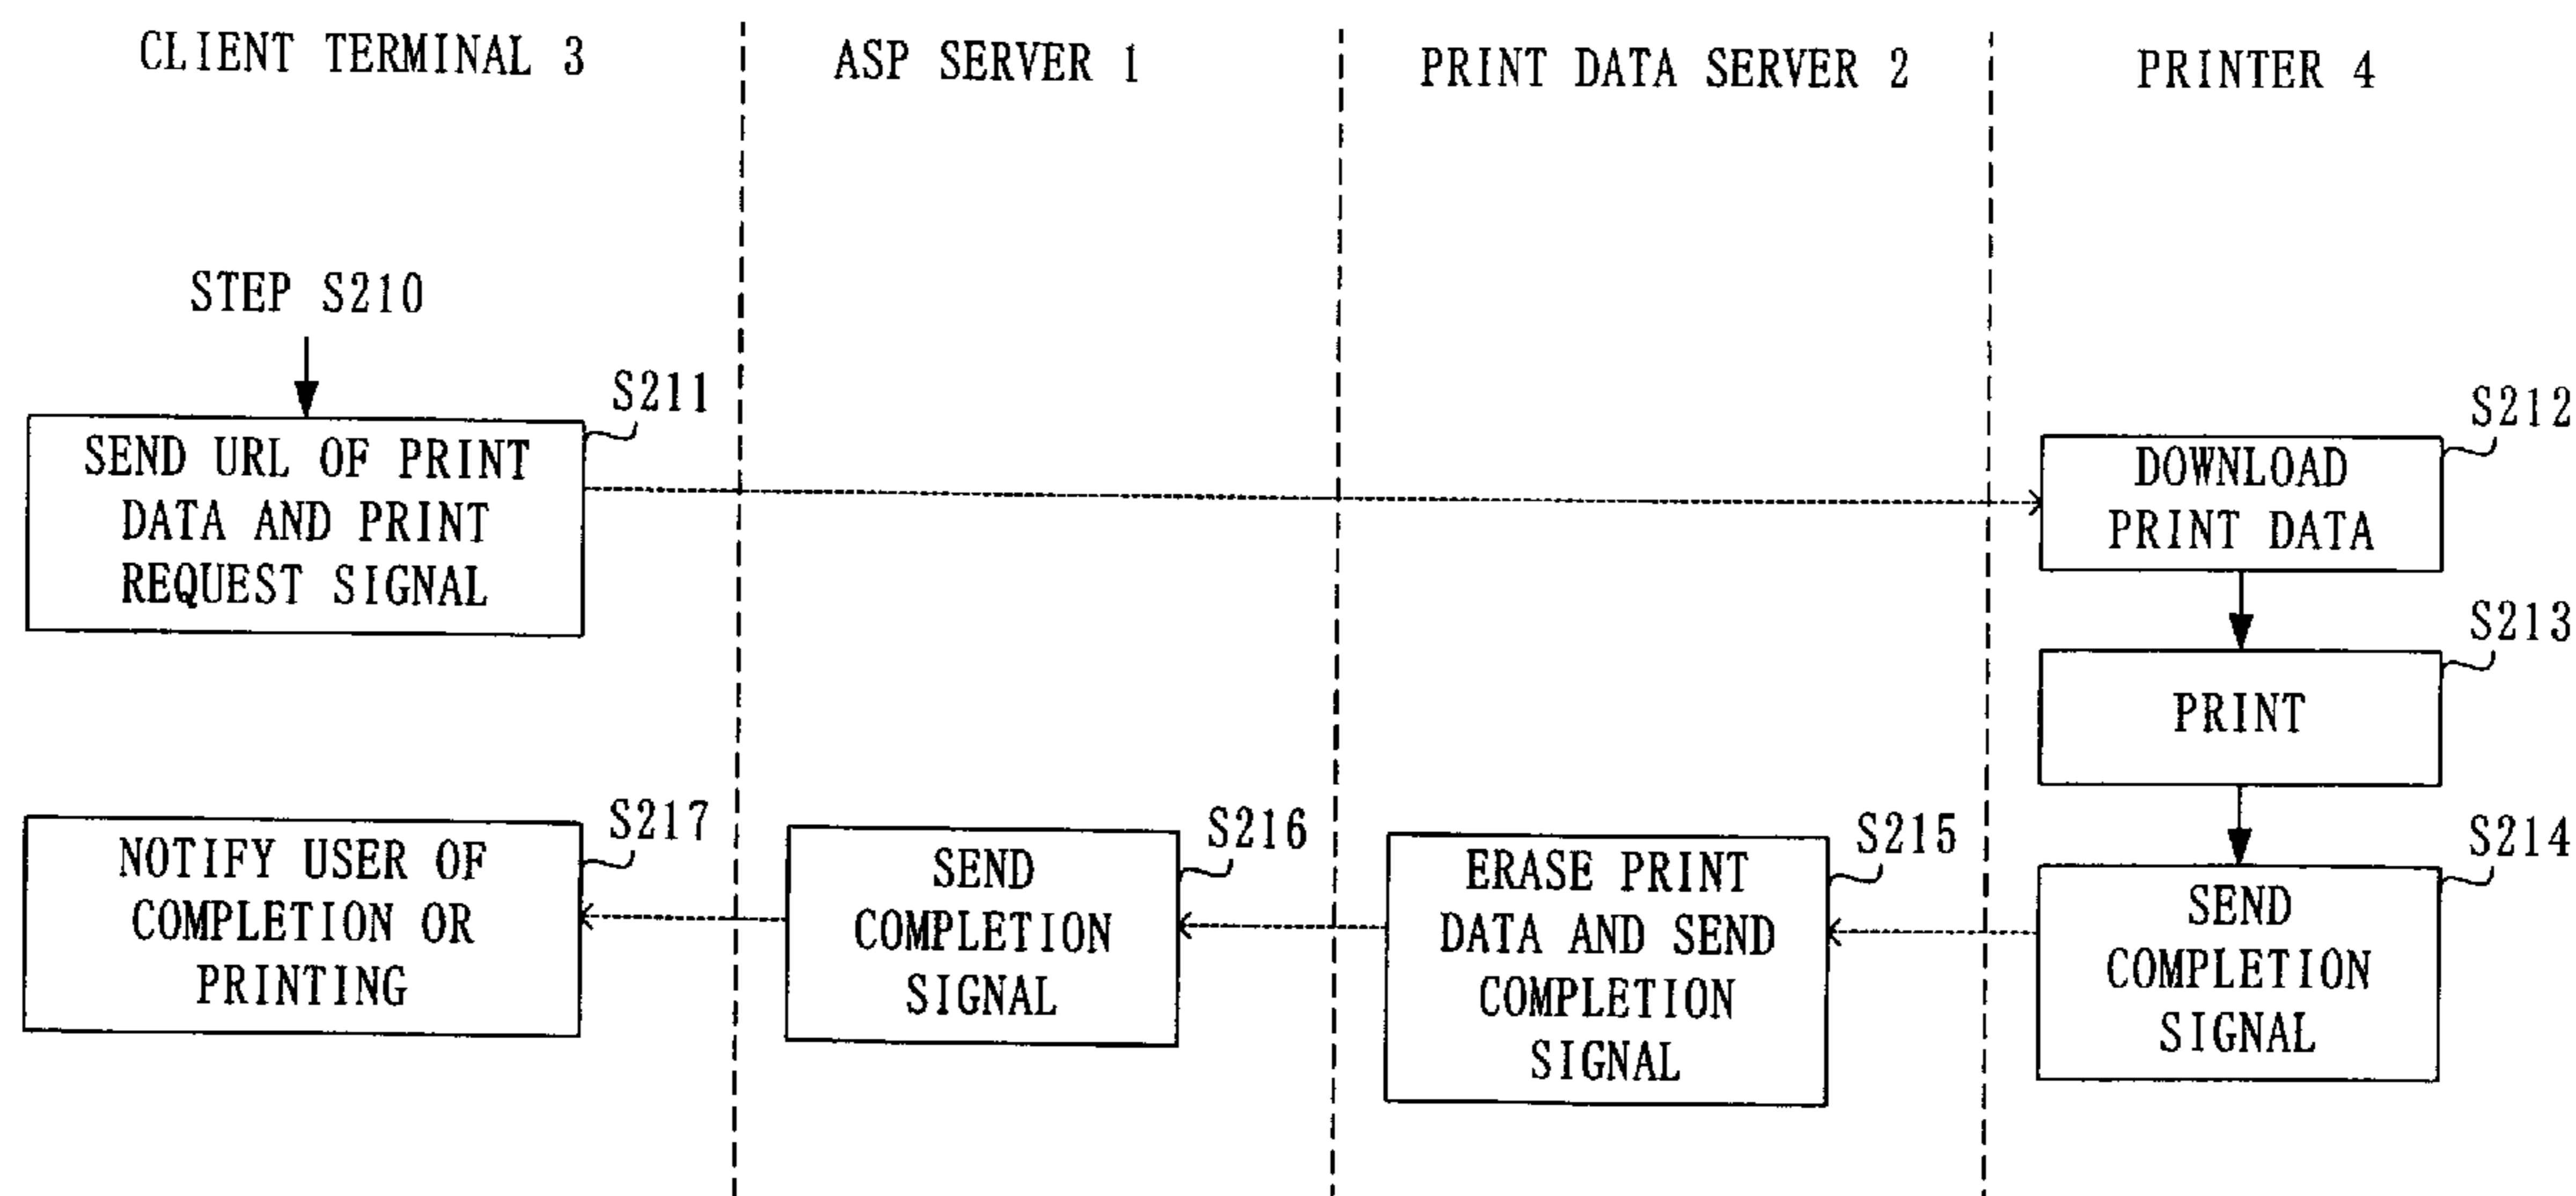 CLIENT TERMINAL 3
ASP SERVER 1
PRINT DATA SERVER 2
PRINTER 4
STEP S210
S211
SEND URL OF PRINT
DATA AND PRINT
REQUEST SIGNAL
S212
DOWNLOAD
PRINT DATA
S213
PRINT
S217
NOTIFY USER OF
COMPLETION OR
PRINTING
S216
SEND
COMPLETION
SIGNAL
S215
ERASE PRINT
DATA AND SEND
COMPLETION
SIGNAL
S214
SEND
COMPLETION
SIGNAL